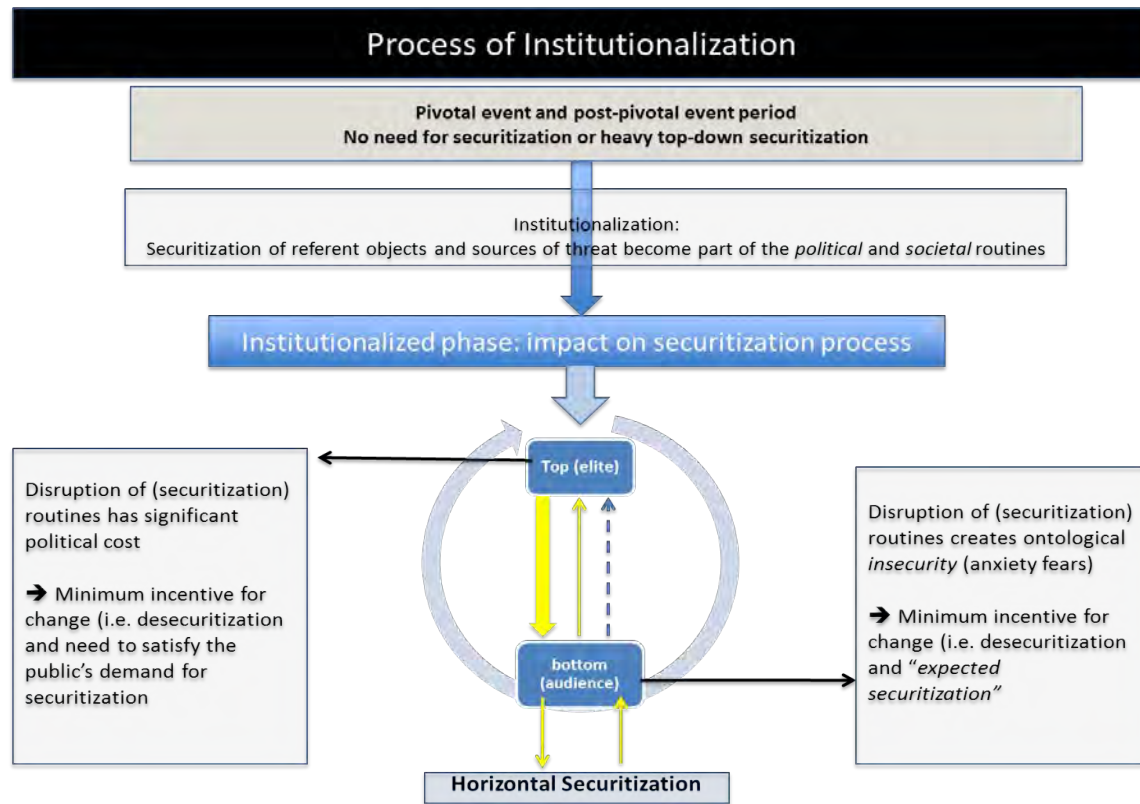 Process of Institutionalization
Pivotal event and post-pivotal event period
No need for securitization or heavy top-down securitization
Institutionalization:
Securitization of referent objects and sources of threat become part of the political and societal routines
Institutionalized phase: impact on securitization process
Top (elite)
Disruption of (securitization)
routines has significant
political cost
➔ Minimum incentive for
change (i.e. desecuritization
and need to satisfy the
public’s demand for
securitization
Disruption of (securitization)
routines creates ontological
insecurity (anxiety fears)
➔ Minimum incentive for
change (i.e. desecuritization
and “expected
securitization”
bottom
(audience)
Horizontal Securitization